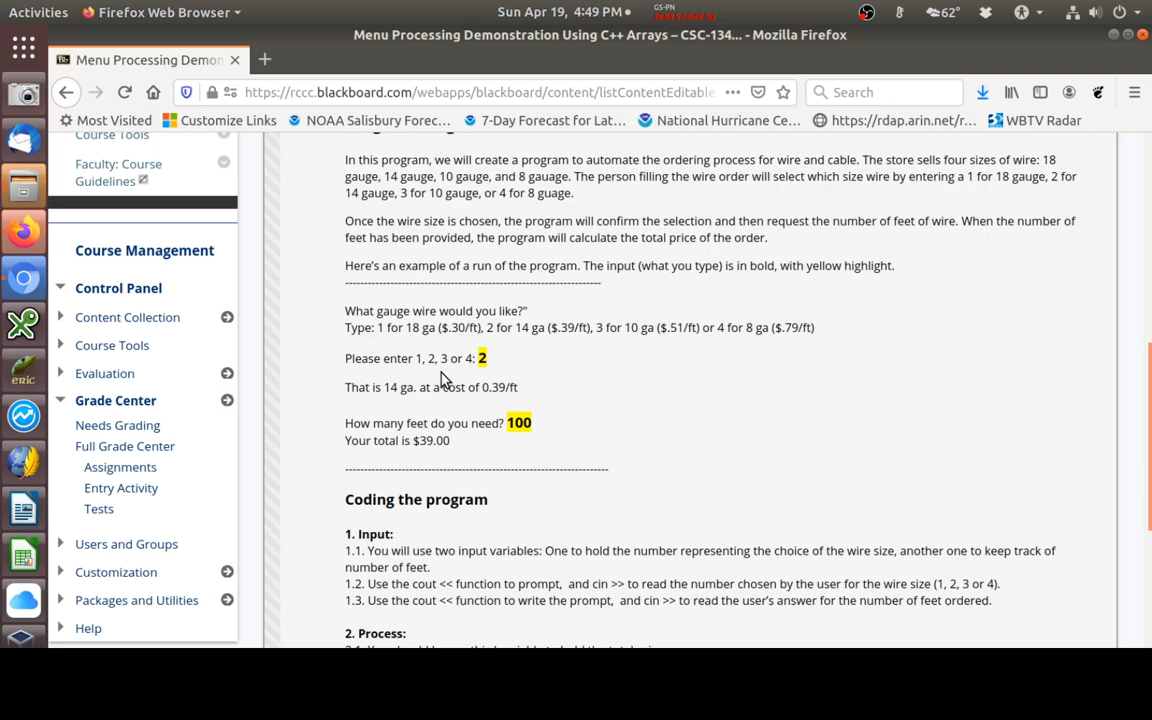 Activities
Firefox Web Browser
Sun Apr 19, 4:49 PM
GS-PN
62°
Menu Processing Demonstration Using C++ Arrays – CSC-134... - Mozilla Firefox
Menu Processing Demon
https://rccc.blackboard.com/webapps/blackboard/content/listContentEditable
Search
Most Visited
Customize Links
NOAA Salisbury Forec...
7-Day Forecast for Lat...
National Hurricane Ce...
https://rdap.arin.net/r...
WBTV Radar
Course Tools
Faculty: Course
Guidelines
Course Management
Control Panel
Content Collection
Course Tools
Evaluation
Grade Center
Needs Grading
Full Grade Center
Assignments
Entry Activity
Tests
Users and Groups
Customization
Packages and Utilities
Help
eric
In this program, we will create a program to automate the ordering process for wire and cable. The store sells four sizes of wire: 18
gauge, 14 gauge, 10 gauge, and 8 gauauge. The person filling the wire order will select which size wire by entering a 1 for 18 gauge, 2 for
14 gauge, 3 for 10 gauge, or 4 for 8 guage.
Once the wire size is chosen, the program will confirm the selection and then request the number of feet of wire. When the number of
feet has been provided, the program will calculate the total price of the order.
Here's an example of a run of the program. The input (what you type) is in bold, with yellow highlight.
----------------------------------------------------------------
What gauge wire would you like?"
Type: 1 for 18 ga ($.30/ft), 2 for 14 ga ($.39/ft), 3 for 10 ga ($.51/ft) or 4 for 8 ga ($.79/ft)
Please enter 1, 2, 3 or 4: 2
That is 14 ga. at a cost of 0.39/ft
How many feet do you need? 100
Your total is $39.00
------------------------------------------------------------------
Coding the program
1. Input:
1.1. You will use two input variables: One to hold the number representing the choice of the wire size, another one to keep track of
number of feet.
1.2. Use the cout << function to prompt, and cin >> to read the number chosen by the user for the wire size (1, 2, 3 or 4).
1.3. Use the cout << function to write the prompt, and cin >> to read the user's answer for the number of feet ordered.
2. Process: